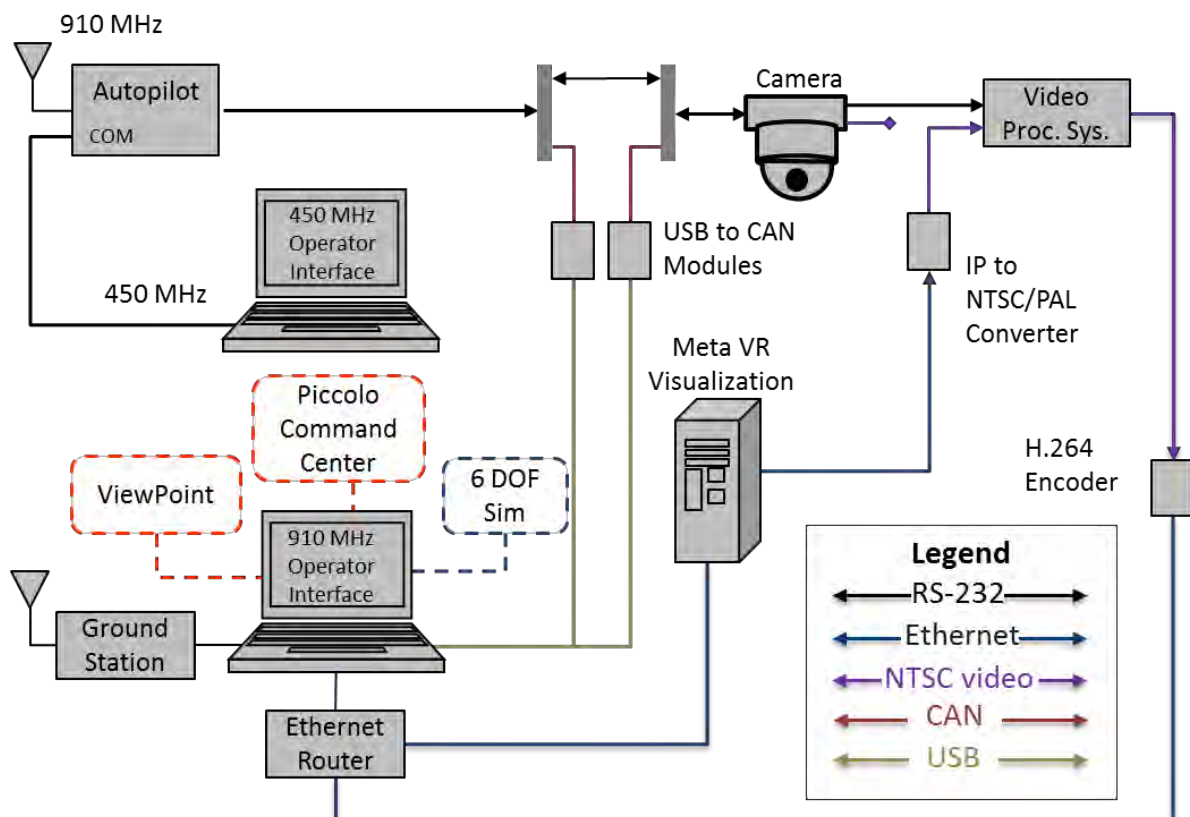 910 MHz
Autopilot
COM
Camera
Video
Proc. Sys.
450 MHz
Operator
Interface
USB to CAN
Modules
IP to
NTSC/PAL
Converter
450 MHz
Meta VR
Visualization
Piccolo
Command
Center
ViewPoint
6 DOF
Sim
H.264
Encoder
910 MHz
Operator
Interface
Ground
Station
Ethernet
Router
Legend
RS-232
Ethernet
NTSC video
CAN
USB